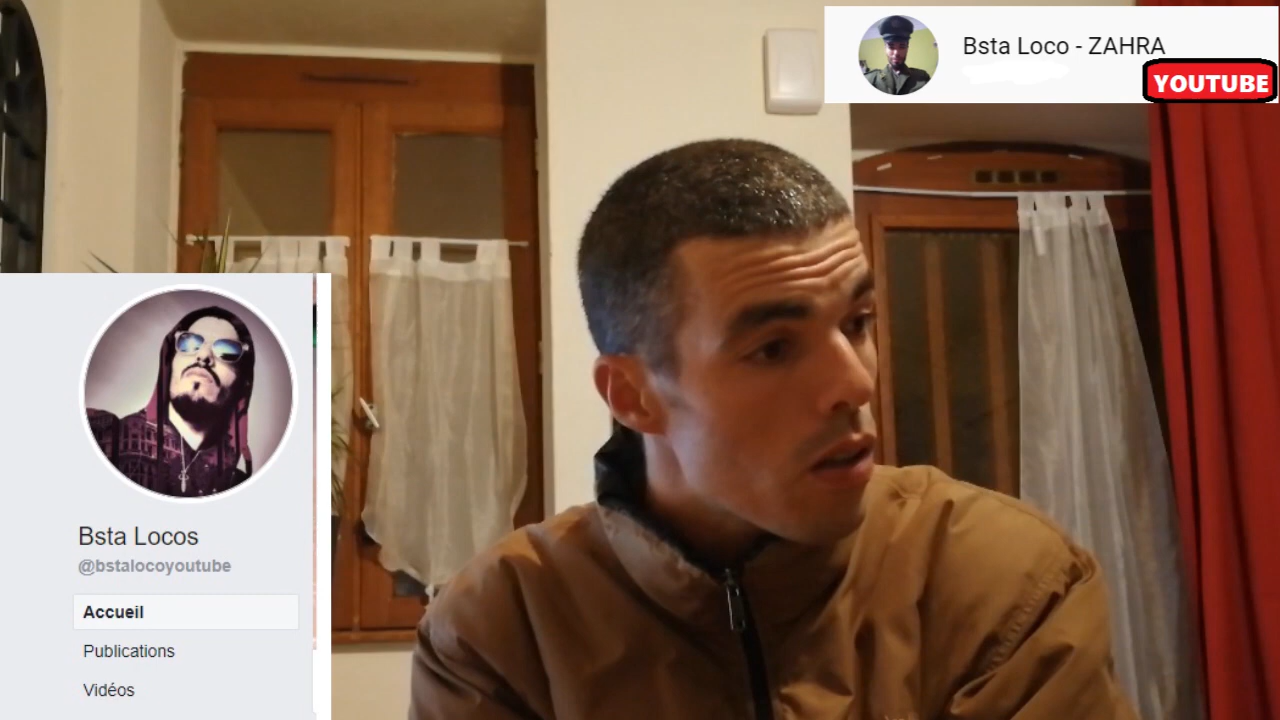 Bsta Loco - ZAHRA
YOUTUBE
Bsta Locos
@bstalocoyoutube
Accueil
Publications
Vidéos